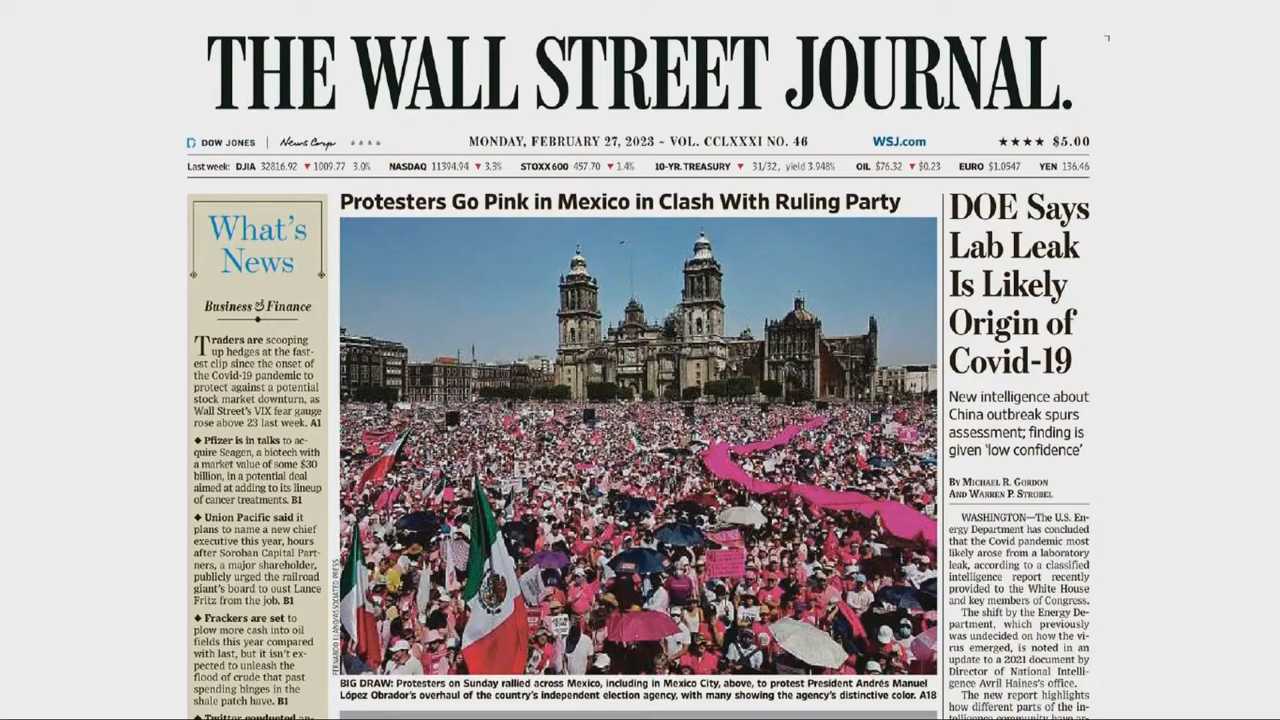 THE WALL STREET JOURNAL.
DOW JONES | News Corp ★★★★
MONDAY, FEBRUARY 27, 2023 ~ VOL. CCLXXXI NO. 46
WSJ.com
★★★★ $5.00
Last week: DJIA 32816.92 ▼ 1009.77 3.0% NASDAQ 11394.94 ▼ 3.3% STOXX 600 457.70 ▼ 1.4% 10-YR. TREASURY ▼ 31/32, yield 3.948% OIL $76.32 ▼ $0.23 EURO $1.0547 YEN 136.46
What's
News
Business & Finance
Traders are scooping
up hedges at the fast-
est clip since the onset of
the Covid-19 pandemic to
protect against a potential
stock market downturn, as
Wall Street's VIX fear gauge
rose above 23 last week. A1
◆ Pfizer is in talks to ac-
quire Seagen, a biotech with
a market value of some $30
billion, in a potential deal
aimed at adding to its lineup
of cancer treatments. B1
◆ Union Pacific said it
plans to name a new chief
executive this year, hours
after Soroban Capital Part-
ners, a major shareholder,
publicly urged the railroad
giant's board to oust Lance
Fritz from the job. B1
◆ Frackers are set to
plow more cash into oil
fields this year compared
with last, but it isn't ex-
pected to unleash the
flood of crude that past
spending binges in the
shale patch have. B1
◆ Twitter conducted an-
Protesters Go Pink in Mexico in Clash With Ruling Party
FERNANDO LLANO/ASSOCIATED PRESS
BIG DRAW: Protesters on Sunday rallied across Mexico, including in Mexico City, above, to protest President Andrés Manuel
López Obrador's overhaul of the country's independent election agency, with many showing the agency's distinctive color. A18
DOE Says
Lab Leak
Is Likely
Origin of
Covid-19
New intelligence about
China outbreak spurs
assessment; finding is
given 'low confidence'
BY MICHAEL R. GORDON
AND WARREN P. STROBEL
WASHINGTON—The U.S. En-
ergy Department has concluded
that the Covid pandemic most
likely arose from a laboratory
leak, according to a classified
intelligence report recently
provided to the White House
and key members of Congress.
The shift by the Energy De-
partment, which previously
was undecided on how the vi-
rus emerged, is noted in an
update to a 2021 document by
Director of National Intelli-
gence Avril Haines's office.
The new report highlights
how different parts of the in-
telligence community have ar-